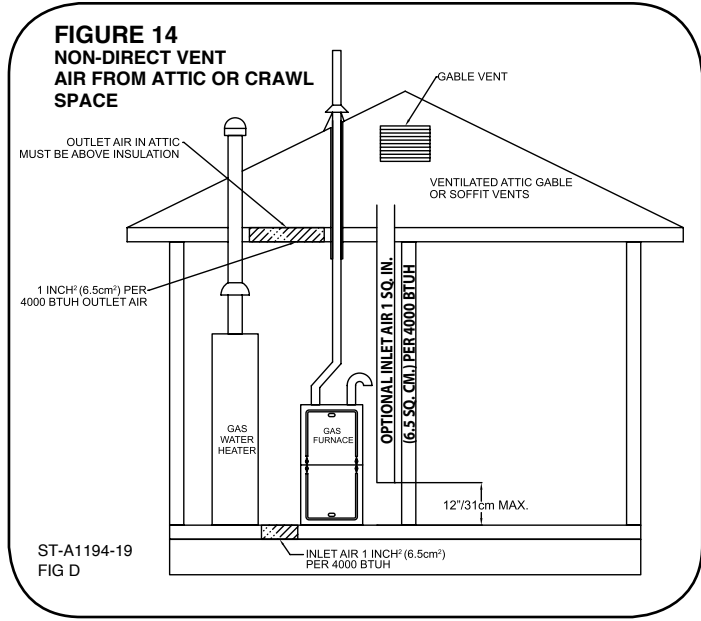 FIGURE 14
NON-DIRECT VENT
AIR FROM ATTIC OR CRAWL
SPACE
GABLE VENT
OUTLET AIR IN ATTIC
MUST BE ABOVE INSULATION
VENTILATED ATTIC GABLE
OR SOFFIT VENTS
1 INCH² (6.5cm²) PER
4000 BTUH OUTLET AIR
OPTIONAL INLET AIR 1 SQ. IN.
(6.5 SQ. CM.) PER 4000 BTUH
GAS
WATER
HEATER
GAS
FURNACE
12"/31cm MAX.
INLET AIR 1 INCH² (6.5cm²)
PER 4000 BTUH
ST-A1194-19
FIG D